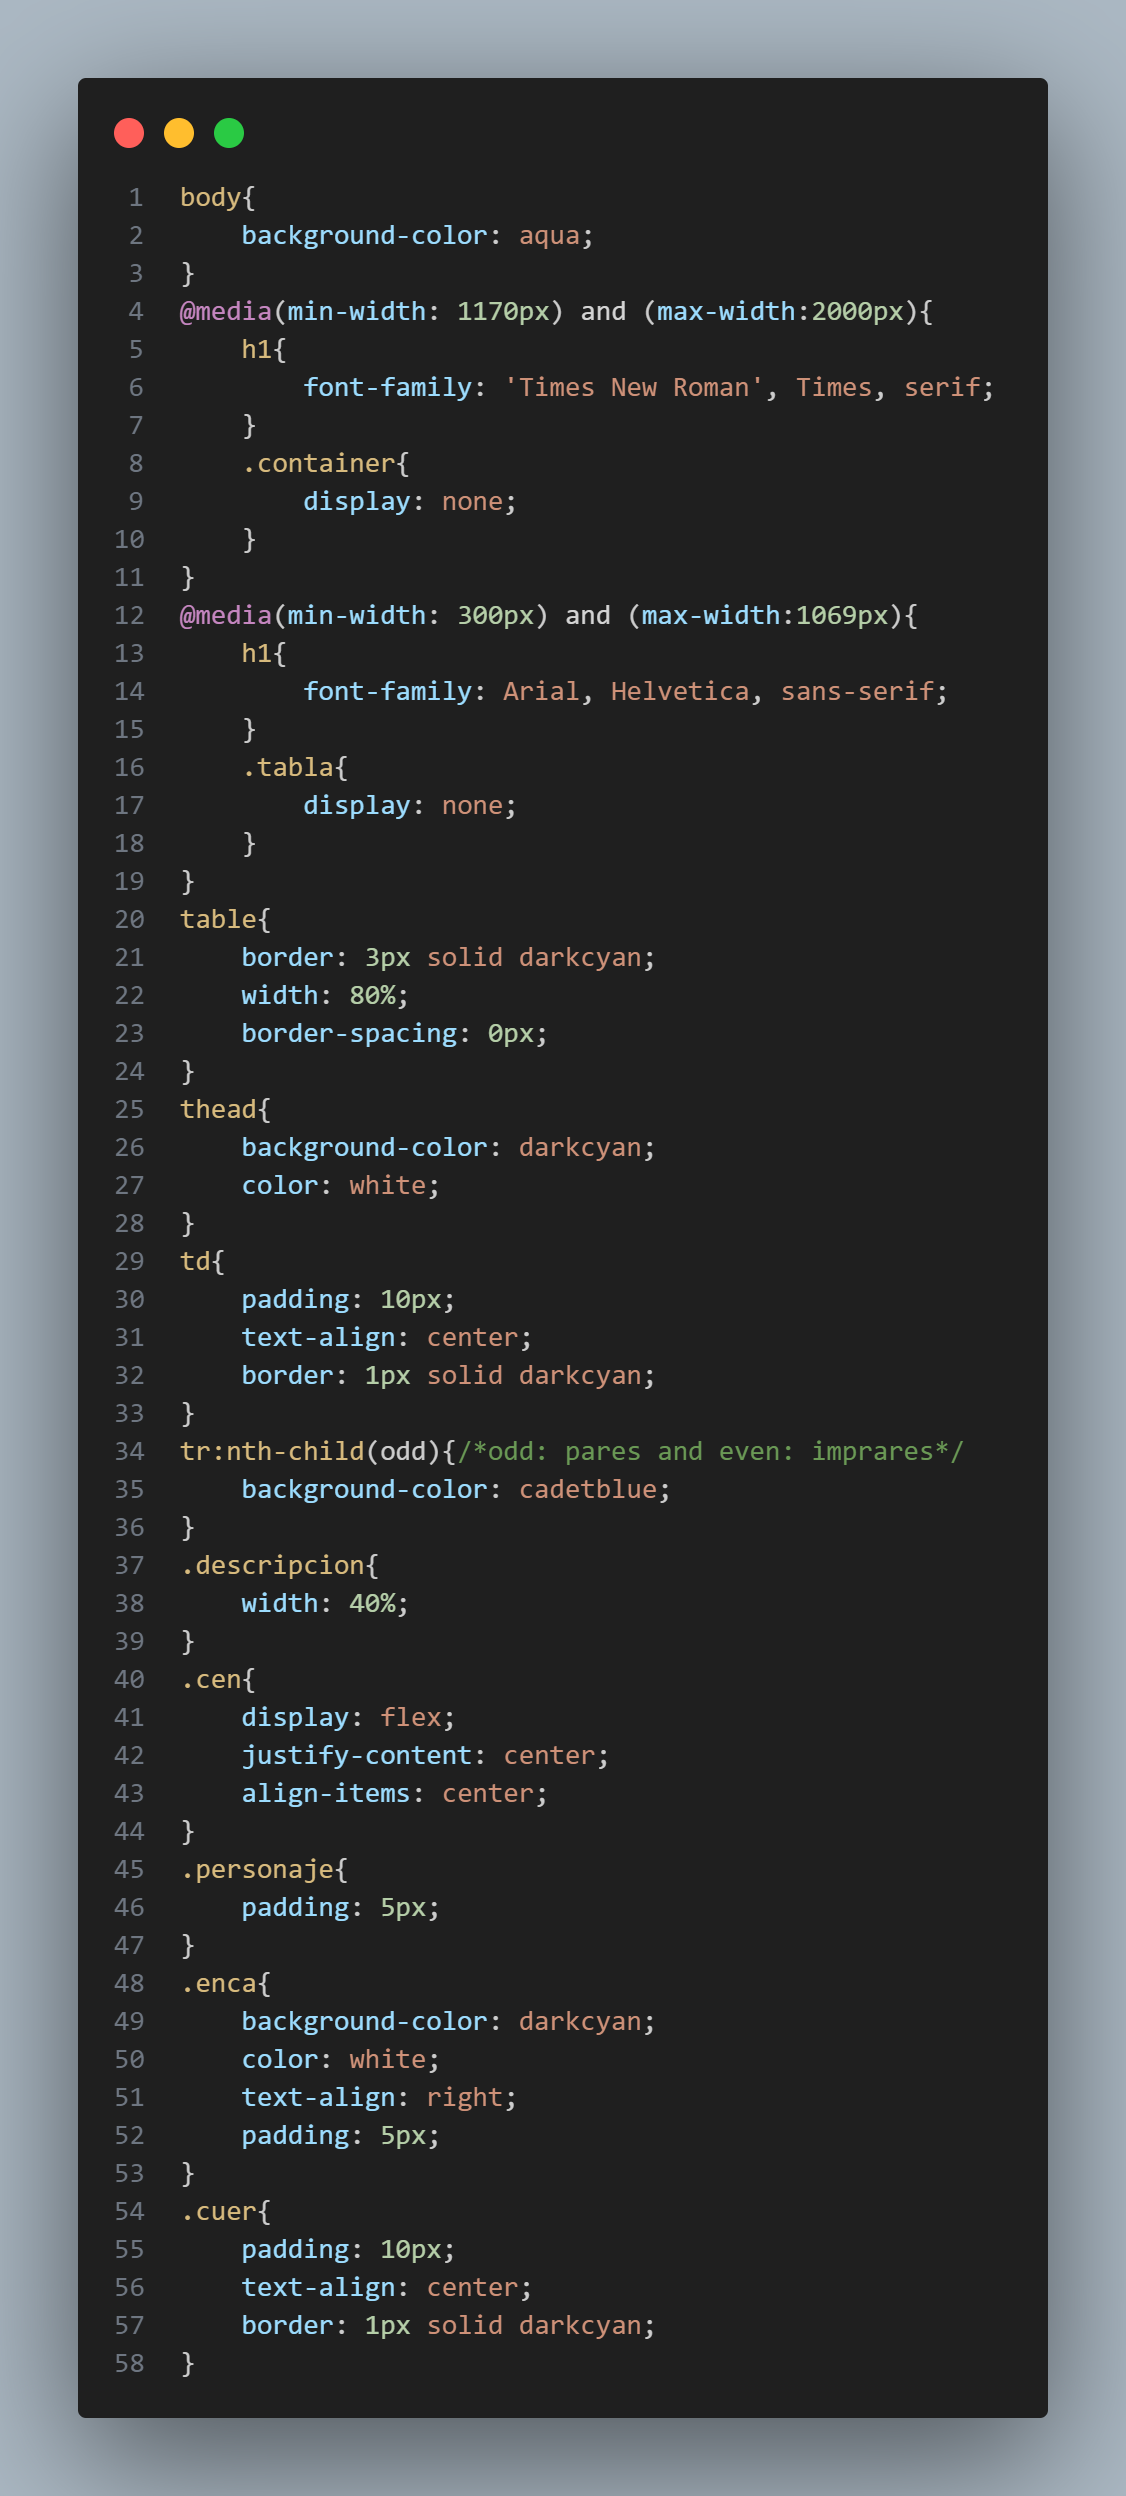 1 body{
2     background-color: aqua;
3 }
4 @media(min-width: 1170px) and (max-width:2000px){
5     h1{
6         font-family: 'Times New Roman', Times, serif;
7     }
8     .container{
9         display: none;
10     }
11 }
12 @media(min-width: 300px) and (max-width:1069px){
13     h1{
14         font-family: Arial, Helvetica, sans-serif;
15     }
16     .tabla{
17         display: none;
18     }
19 }
20 table{
21     border: 3px solid darkcyan;
22     width: 80%;
23     border-spacing: 0px;
24 }
25 thead{
26     background-color: darkcyan;
27     color: white;
28 }
29 td{
30     padding: 10px;
31     text-align: center;
32     border: 1px solid darkcyan;
33 }
34 tr:nth-child(odd){/*odd: pares and even: imprares*/
35     background-color: cadetblue;
36 }
37 .descripcion{
38     width: 40%;
39 }
40 .cen{
41     display: flex;
42     justify-content: center;
43     align-items: center;
44 }
45 .personaje{
46     padding: 5px;
47 }
48 .enca{
49     background-color: darkcyan;
50     color: white;
51     text-align: right;
52     padding: 5px;
53 }
54 .cuer{
55     padding: 10px;
56     text-align: center;
57     border: 1px solid darkcyan;
58 }